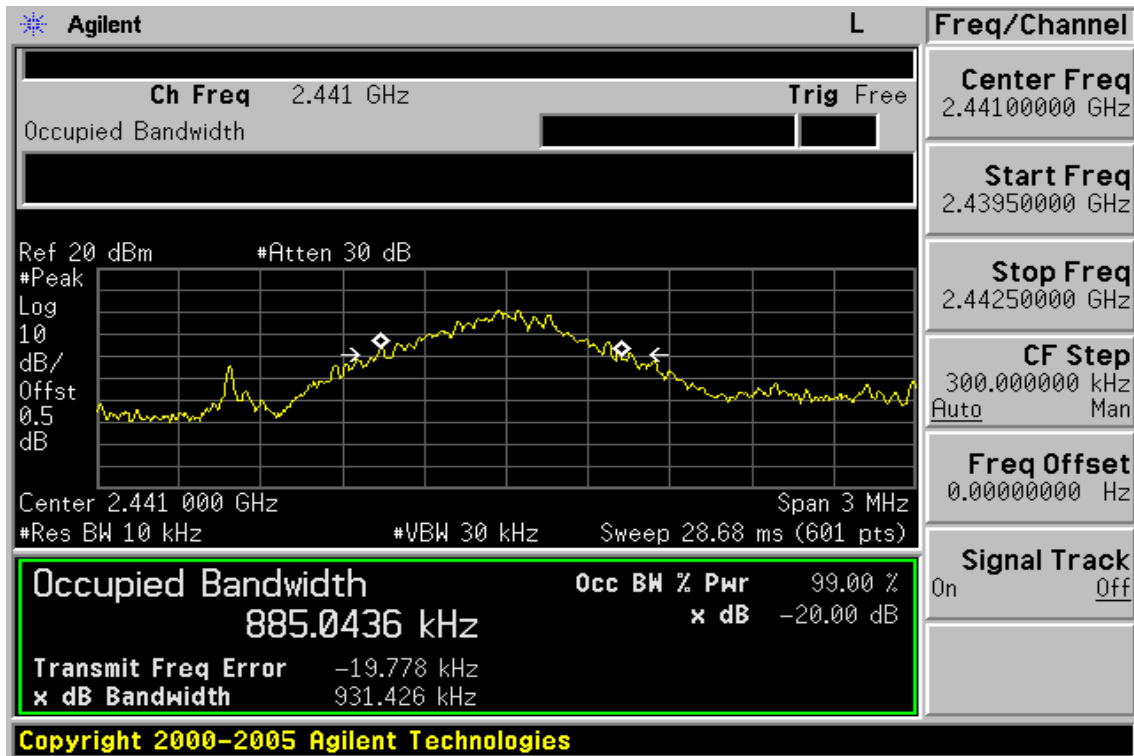 Agilent L
Ch Freq 2.441 GHz Trig Free
Occupied Bandwidth
Ref 20 dBm #Atten 30 dB
#Peak
Log
10
dB/
Offst
0.5
dB
Center 2.441 000 GHz Span 3 MHz
#Res BW 10 kHz #VBW 30 kHz Sweep 28.68 ms (601 pts)
Occupied Bandwidth Occ BW % Pwr 99.00 %
885.0436 kHz x dB -20.00 dB
Transmit Freq Error -19.778 kHz
x dB Bandwidth 931.426 kHz
Copyright 2000-2005 Agilent Technologies
Freq/Channel
Center Freq
2.44100000 GHz
Start Freq
2.43950000 GHz
Stop Freq
2.44250000 GHz
CF Step
300.000000 kHz
Auto Man
Freq Offset
0.00000000 Hz
Signal Track
On Off